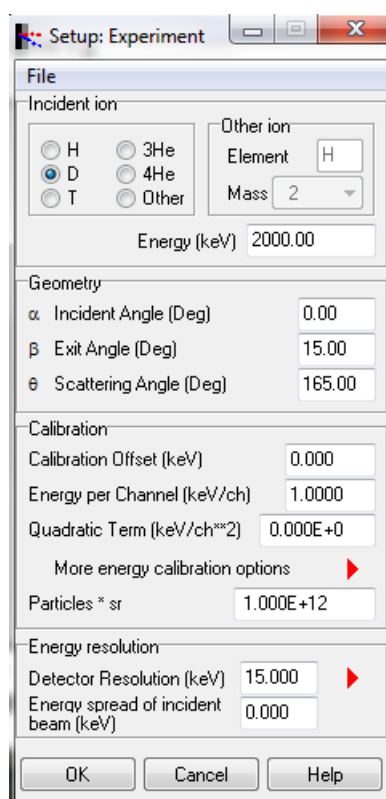 Setup: Experiment
File
Incident ion
H
3He
D
4He
T
Other
Other ion
Element H
Mass 2
Energy (keV) 2000.00
Geometry
α Incident Angle (Deg) 0.00
β Exit Angle (Deg) 15.00
θ Scattering Angle (Deg) 165.00
Calibration
Calibration Offset (keV) 0.000
Energy per Channel (keV/ch) 1.0000
Quadratic Term (keV/ch**2) 0.000E+0
More energy calibration options
Particles * sr 1.000E+12
Energy resolution
Detector Resolution (keV) 15.000
Energy spread of incident
beam (keV) 0.000
OK Cancel Help